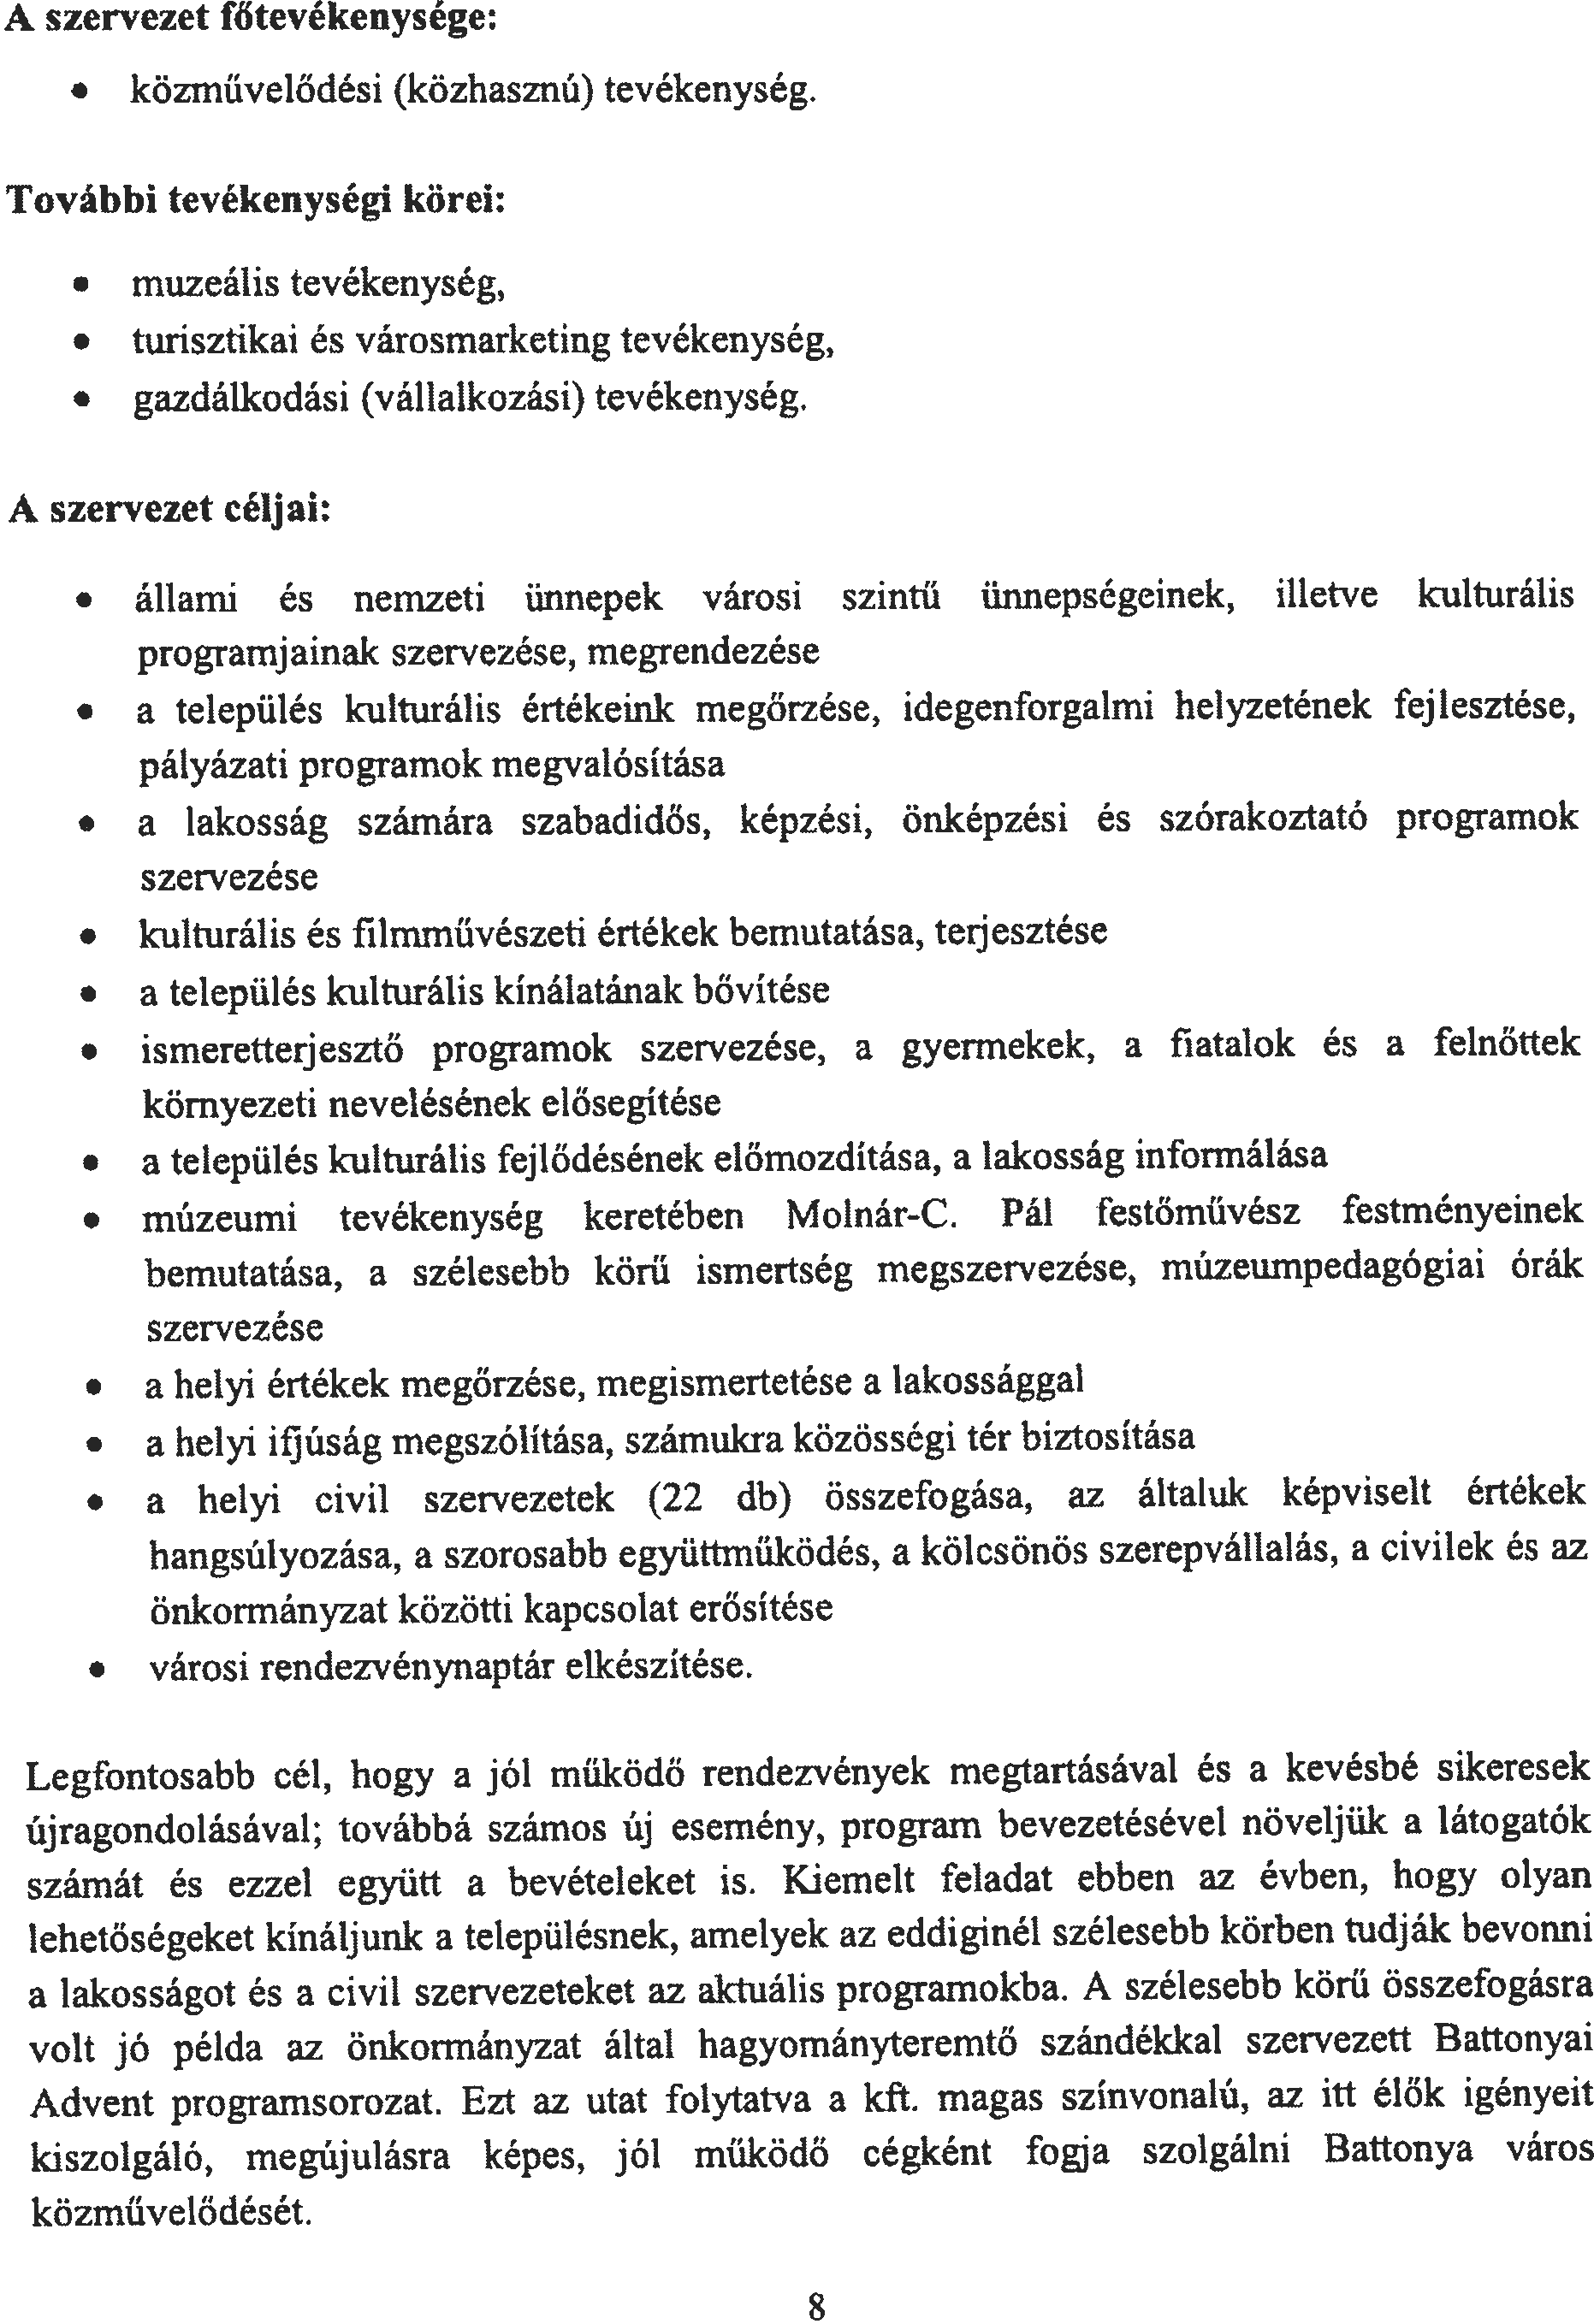 A szervezet főtevékenysége:
• közművelődési (közhasznú) tevékenység.
További tevékenységi körei:
• muzeális tevékenység,
• turisztikai és városmarketing tevékenység,
• gazdálkodási (vállalkozási) tevékenység.
A szervezet céljai:
• állami és nemzeti ünnepek városi szintű ünnepségeinek, illetve kulturális
programjainak szervezése, megrendezése
• a település kulturális értékeink megőrzése, idegenforgalmi helyzetének fejlesztése,
pályázati programok megvalósítása
• a lakosság számára szabadidős, képzési, önképzési és szórakoztató programok
szervezése
• kulturális és filmművészeti értékek bemutatása, terjesztése
• a település kulturális kínálatának bővítése
• ismeretterjesztő programok szervezése, a gyermekek, a fiatalok és a felnőttek
környezeti nevelésének elősegítése
• a település kulturális fejlődésének előmozdítása, a lakosság informálása
• múzeumi tevékenység keretében Molnár-C. Pál festőművész festményeinek
bemutatása, a szélesebb körű ismertség megszervezése, múzeumpedagógiai órák
szervezése
• a helyi értékek megőrzése, megismertetése a lakossággal
• a helyi ifjúság megszólítása, számukra közösségi tér biztosítása
• a helyi civil szervezetek (22 db) összefogása, az általuk képviselt értékek
hangsúlyozása, a szorosabb együttműködés, a kölcsönös szerepvállalás, a civilek és az
önkormányzat közötti kapcsolat erősítése
• városi rendezvénynaptár elkészítése.
Legfontosabb cél, hogy a jól működő rendezvények megtartásával és a kevésbé sikeresek
újragondolásával; továbbá számos új esemény, program bevezetésével növeljük a látogatók
számát és ezzel együtt a bevételeket is. Kiemelt feladat ebben az évben, hogy olyan
lehetőségeket kínáljunk a településnek, amelyek az eddiginél szélesebb körben tudják bevonni
a lakosságot és a civil szervezeteket az aktuális programokba. A szélesebb körű összefogásra
volt jó példa az önkormányzat által hagyományteremtő szándékkal szervezett Battonyai
Advent programsorozat. Ezt az utat folytatva a kft. magas színvonalú, az itt élők igényeit
kiszolgáló, megújulásra képes, jól működő cégként fogja szolgálni Battonya város
közművelődését.
8